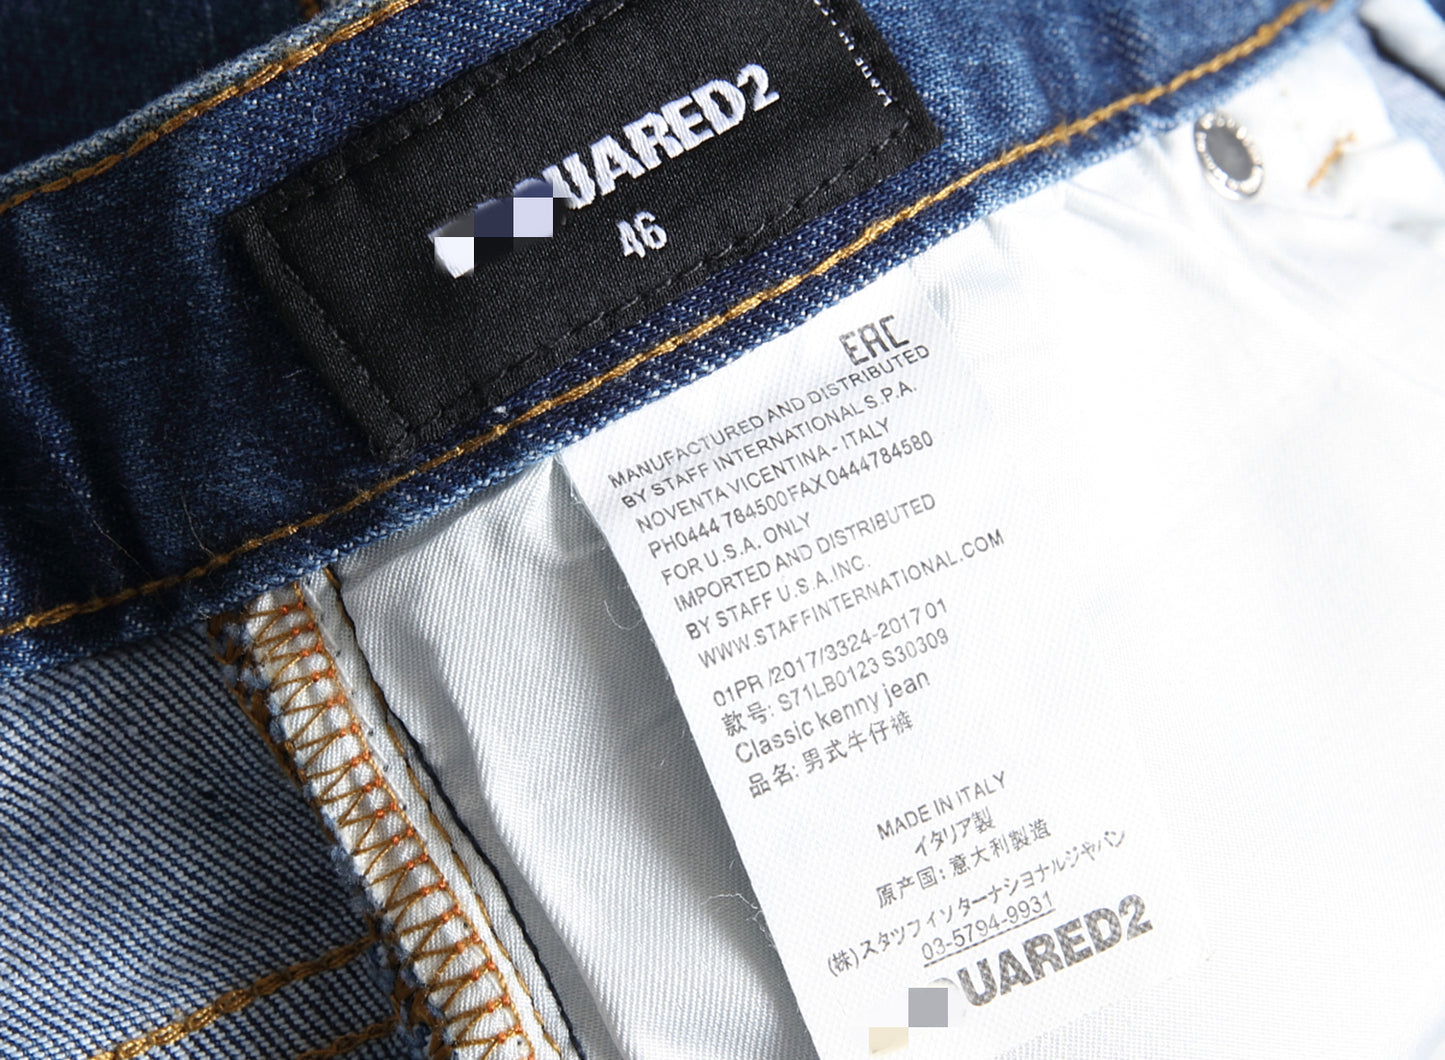 UARED2
46
EAC
MANUFACTURED AND DISTRIBUTED
BY STAFF INTERNATIONAL S.P.A.
NOVENTA VICENTINA - ITALY
PH0444 784500 FAX 0444784580
FOR U.S.A. ONLY
IMPORTED AND DISTRIBUTED
BY STAFF U.S.A.INC.
WWW.STAFFINTERNATIONAL.COM
01PR /2017/3324-2017 01
款号: S71LB0123 S30309
Classic kenny jean
品名: 男式牛仔裤
MADE IN ITALY
イタリア製
原产国: 意大利製造
(株)スタッフインターナショナルジャパン
03-5794-9931
QUARED2